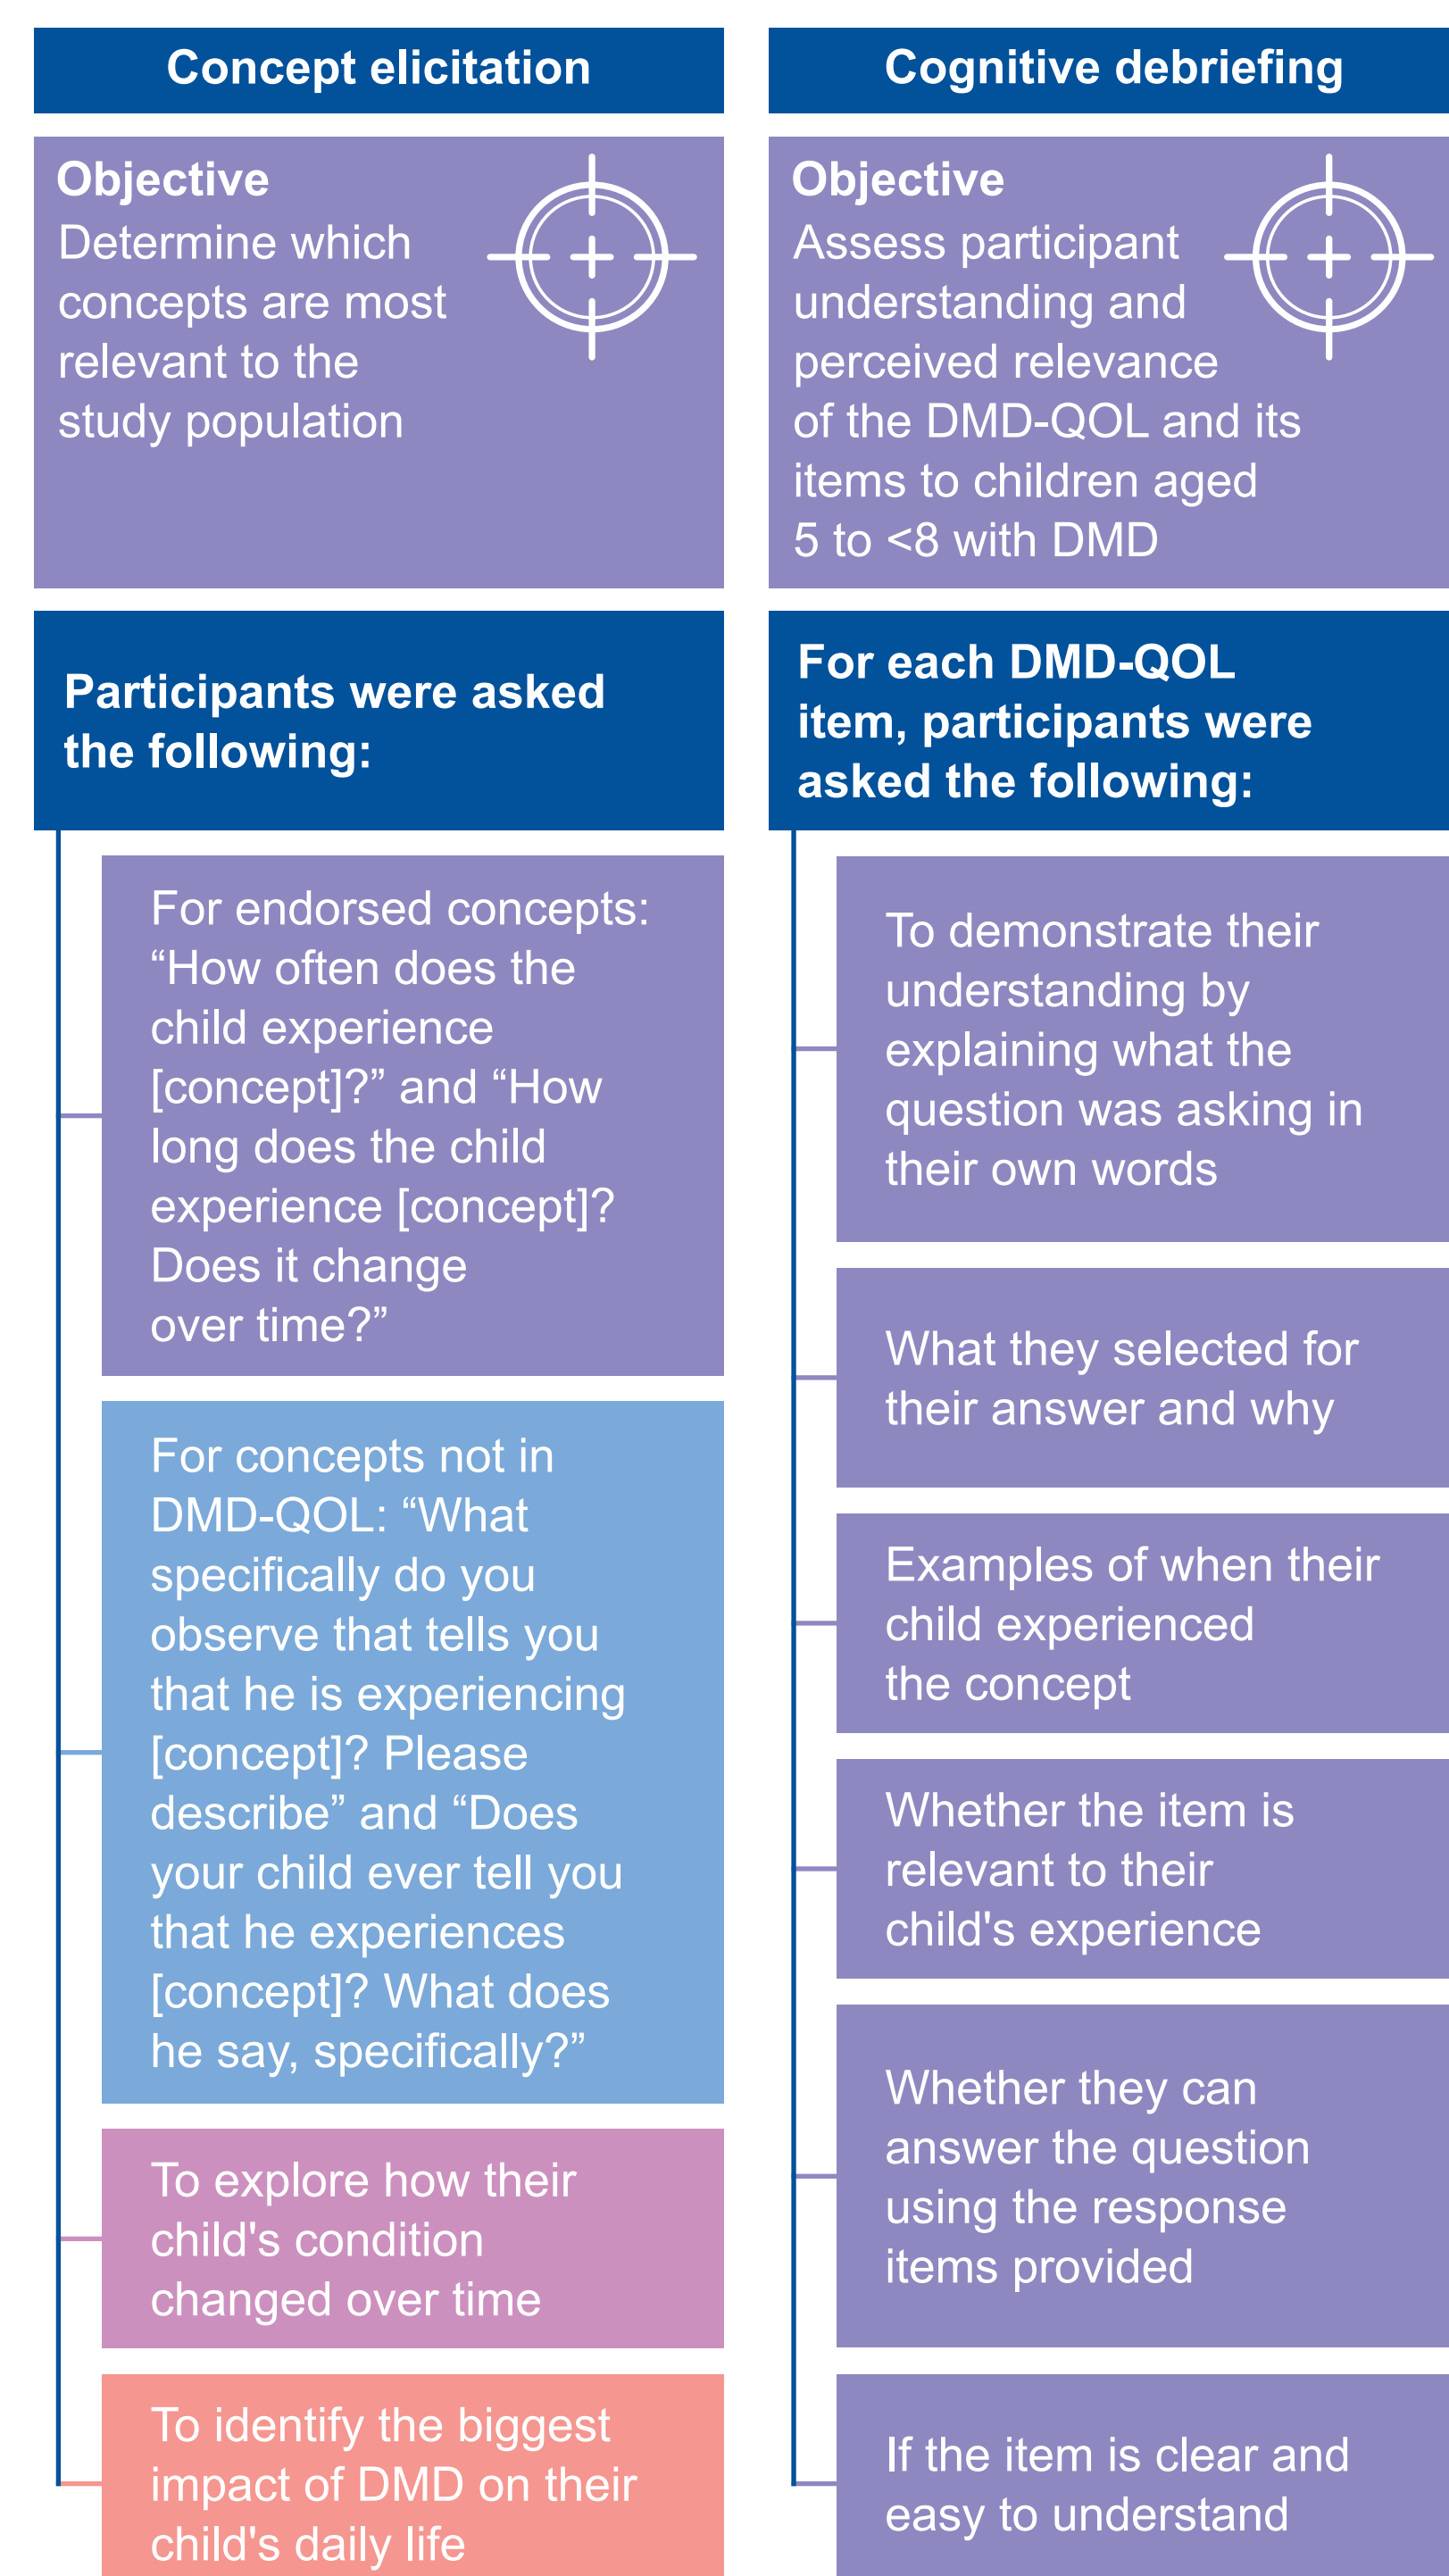 Concept elicitation
Objective
Determine which
concepts are most
relevant to the
study population
Participants were asked
the following:
For endorsed concepts:
“How often does the
child experience
[concept]?” and “How
long does the child
experience [concept]?
Does it change
over time?”
For concepts not in
DMD-QOL: “What
specifically do you
observe that tells you
that he is experiencing
[concept]? Please
describe” and “Does
your child ever tell you
that he experiences
[concept]? What does
he say, specifically?”
To explore how their
child's condition
changed over time
To identify the biggest
impact of DMD on their
child's daily life
Cognitive debriefing
Objective
Assess participant
understanding and
perceived relevance
of the DMD-QOL and its
items to children aged
5 to <8 with DMD
For each DMD-QOL
item, participants were
asked the following:
To demonstrate their
understanding by
explaining what the
question was asking in
their own words
What they selected for
their answer and why
Examples of when their
child experienced
the concept
Whether the item is
relevant to their
child's experience
Whether they can
answer the question
using the response
items provided
If the item is clear and
easy to understand